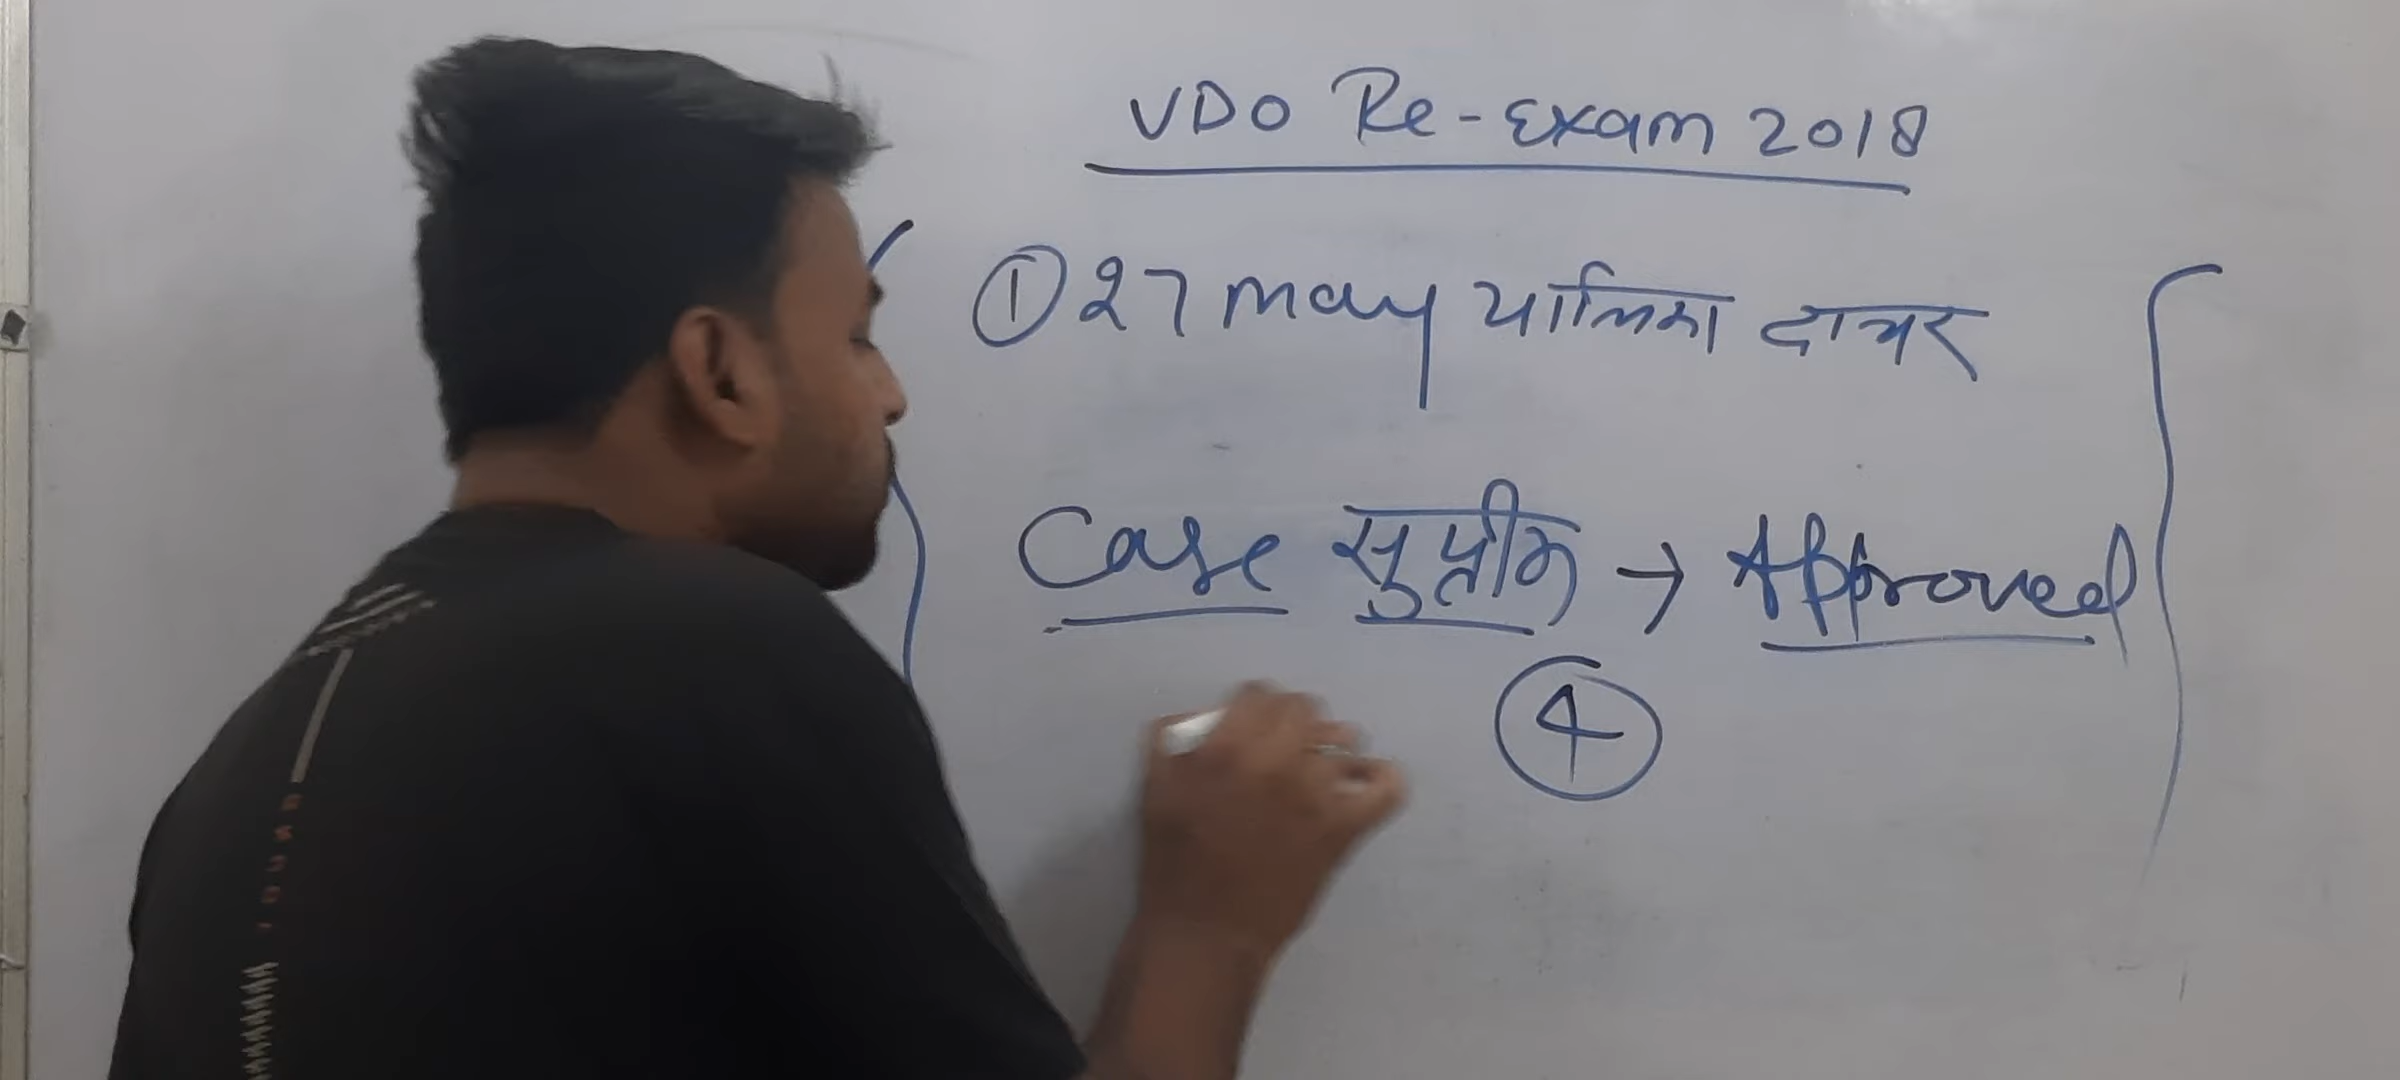 VDO Re-Exam 2018
① 27 may याचिका दायर
Case सुप्रीम → Approved
④